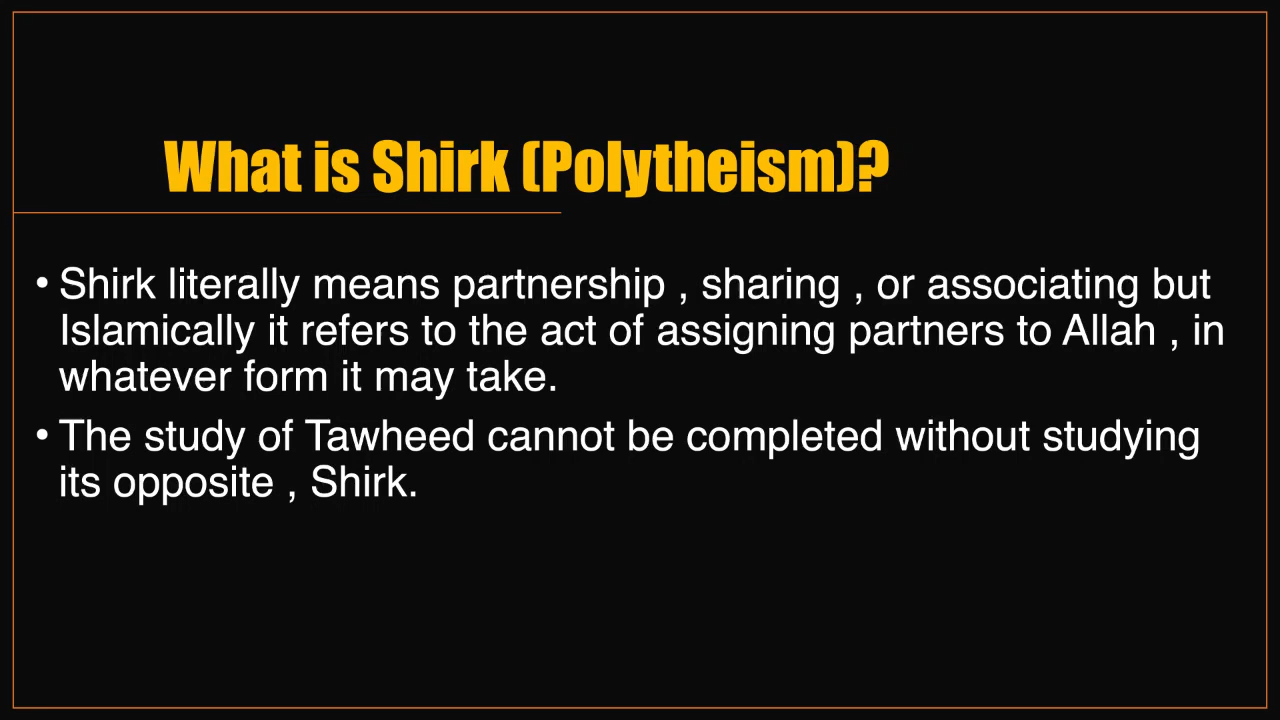 What is Shirk (Polytheism)?
• Shirk literally means partnership , sharing , or associating but
Islamically it refers to the act of assigning partners to Allah , in
whatever form it may take.
• The study of Tawheed cannot be completed without studying
its opposite , Shirk.